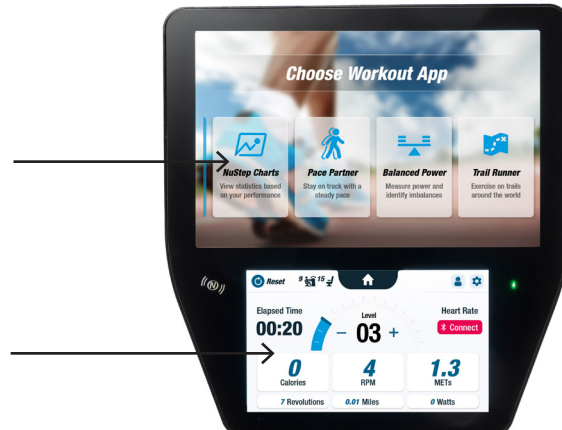 Choose Workout App
NuStep Charts
View statistics based
on your performance
Pace Partner
Stay on track with a
steady pace
Balanced Power
Measure power and
identify imbalances
Trail Runner
Exercise on trails
around the world
N
Reset
9
15
Elapsed Time
00:20
Level
- 03 +
Heart Rate
Connect
0
Calories
4
RPM
1.3
METs
7 Revolutions
0.01 Miles
0 Watts